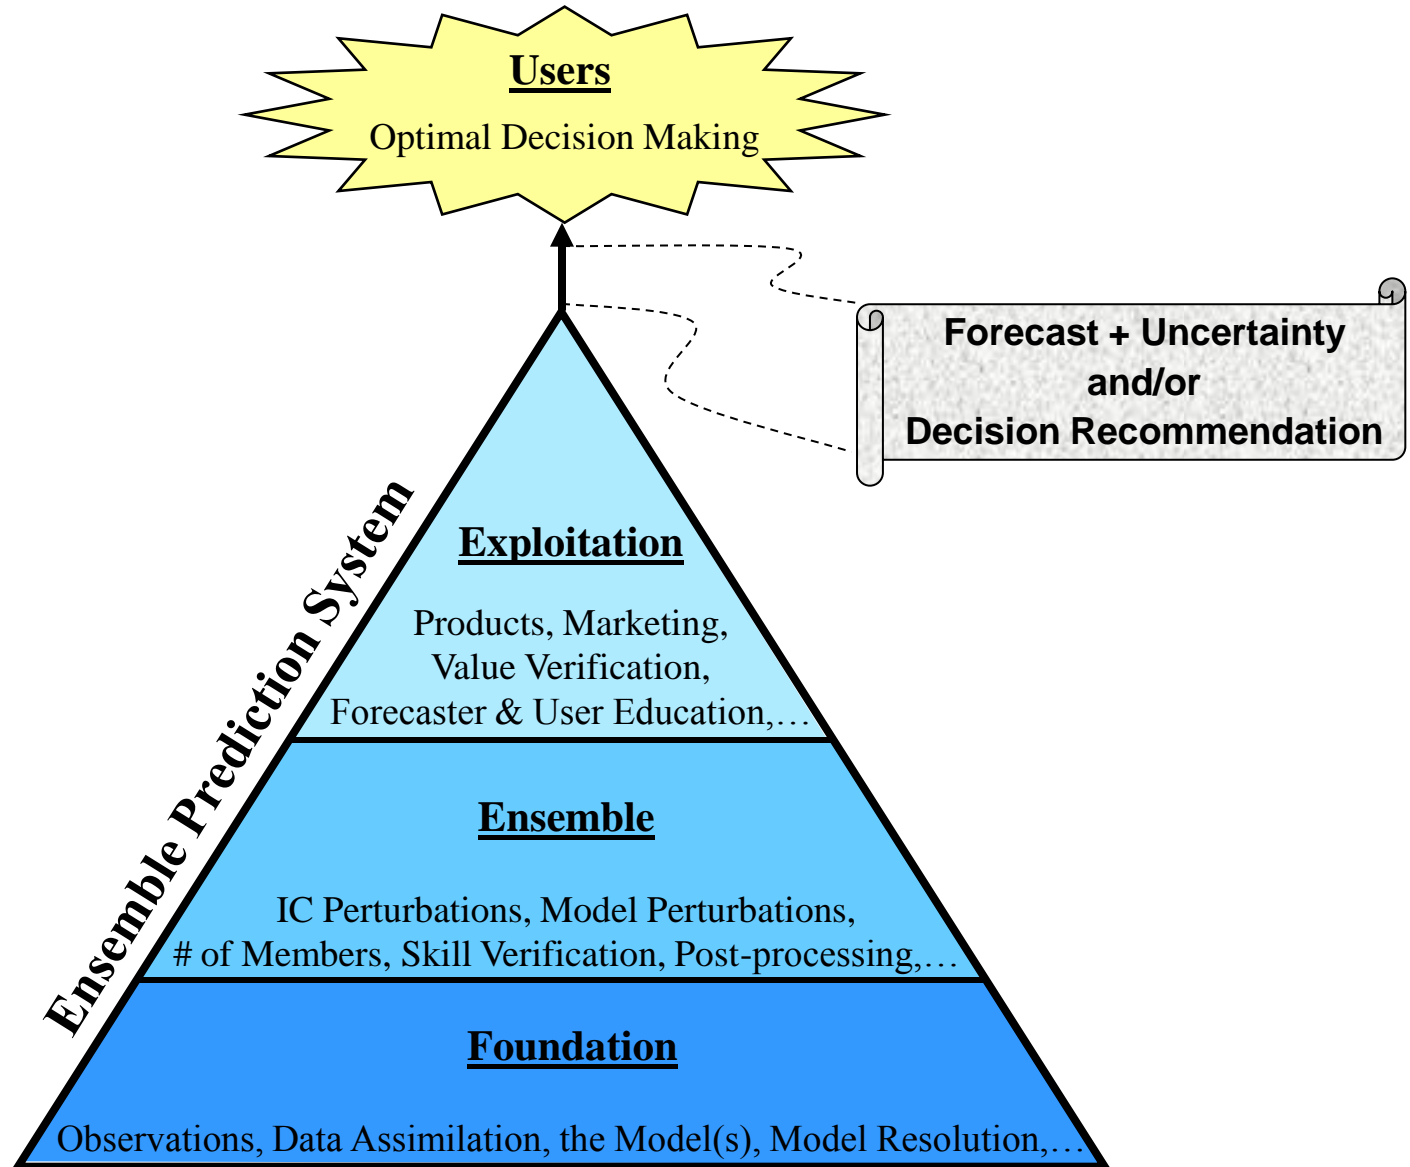 Users
Optimal Decision Making
Forecast + Uncertainty
and/or
Decision Recommendation
Ensemble Prediction System
Exploitation
Products, Marketing,
Value Verification,
Forecaster & User Education,…
Ensemble
IC Perturbations, Model Perturbations,
# of Members, Skill Verification, Post-processing,…
Foundation
Observations, Data Assimilation, the Model(s), Model Resolution,…